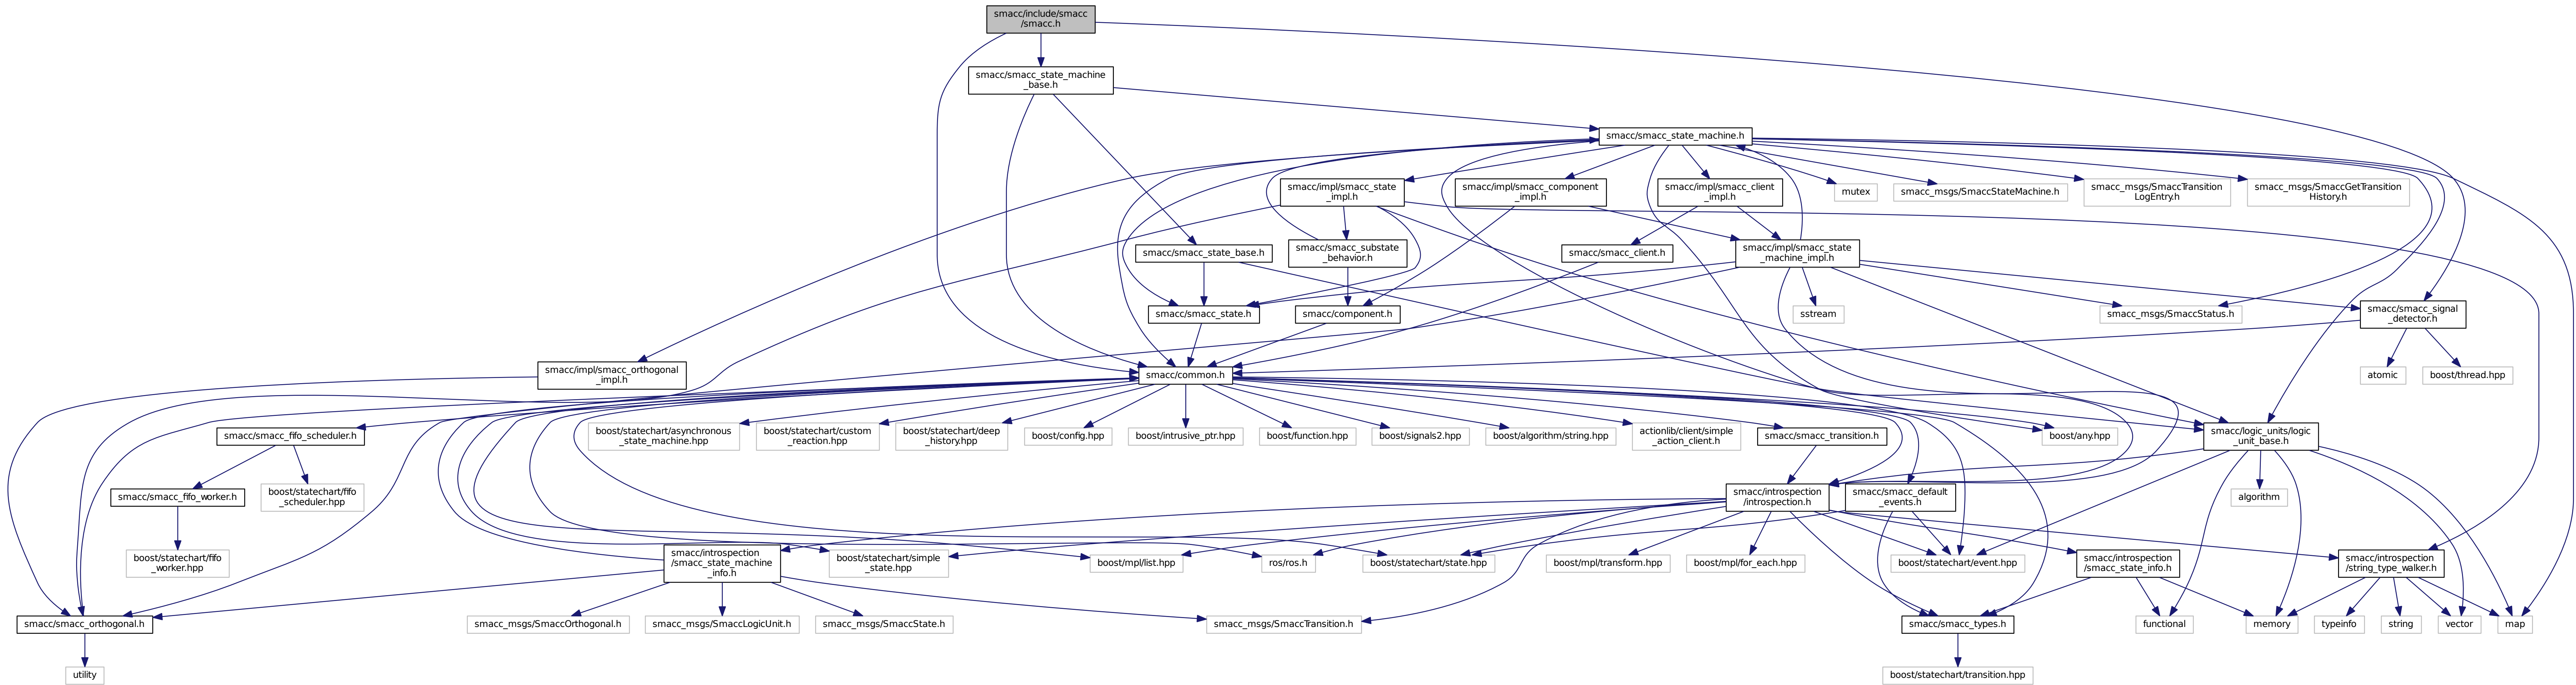 smacc/include/smacc
/smacc.h
smacc/smacc_state_machine
_base.h
smacc/smacc_state_machine.h
smacc/impl/smacc_state
_impl.h
smacc/impl/smacc_component
_impl.h
smacc/impl/smacc_client
_impl.h
mutex
smacc_msgs/SmaccStateMachine.h
smacc_msgs/SmaccTransition
LogEntry.h
smacc_msgs/SmaccGetTransition
History.h
smacc/smacc_state_base.h
smacc/smacc_substate
_behavior.h
smacc/smacc_client.h
smacc/impl/smacc_state
_machine_impl.h
smacc/smacc_state.h
smacc/component.h
sstream
smacc_msgs/SmaccStatus.h
smacc/smacc_signal
_detector.h
smacc/impl/smacc_orthogonal
_impl.h
smacc/common.h
atomic
boost/thread.hpp
smacc/smacc_fifo_scheduler.h
boost/statechart/asynchronous
_state_machine.hpp
boost/statechart/custom
_reaction.hpp
boost/statechart/deep
_history.hpp
boost/config.hpp
boost/intrusive_ptr.hpp
boost/function.hpp
boost/signals2.hpp
boost/algorithm/string.hpp
actionlib/client/simple
_action_client.h
smacc/smacc_transition.h
boost/any.hpp
smacc/logic_units/logic
_unit_base.h
smacc/smacc_fifo_worker.h
boost/statechart/fifo
_scheduler.hpp
smacc/introspection
/introspection.h
smacc/smacc_default
_events.h
algorithm
boost/statechart/fifo
_worker.hpp
smacc/introspection
/smacc_state_machine
_info.h
boost/statechart/simple
_state.hpp
boost/mpl/list.hpp
ros/ros.h
boost/statechart/state.hpp
boost/mpl/transform.hpp
boost/mpl/for_each.hpp
boost/statechart/event.hpp
smacc/introspection
/smacc_state_info.h
smacc/introspection
/string_type_walker.h
smacc/smacc_orthogonal.h
smacc_msgs/SmaccOrthogonal.h
smacc_msgs/SmaccLogicUnit.h
smacc_msgs/SmaccState.h
smacc_msgs/SmaccTransition.h
smacc/smacc_types.h
functional
memory
typeinfo
string
vector
map
utility
boost/statechart/transition.hpp